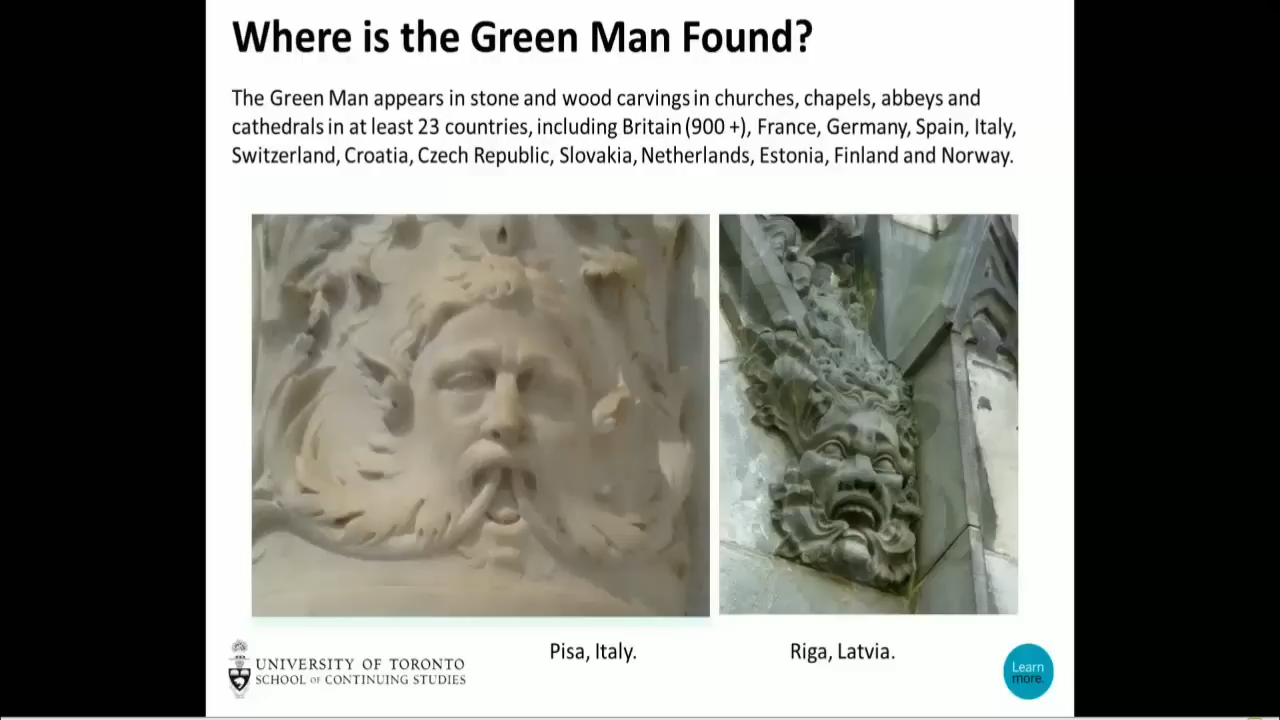 Where is the Green Man Found?
The Green Man appears in stone and wood carvings in churches, chapels, abbeys and
cathedrals in at least 23 countries, including Britain (900 +), France, Germany, Spain, Italy,
Switzerland, Croatia, Czech Republic, Slovakia, Netherlands, Estonia, Finland and Norway.
Pisa, Italy.
Riga, Latvia.
UNIVERSITY OF TORONTO
SCHOOL OF CONTINUING STUDIES
Learn
more.